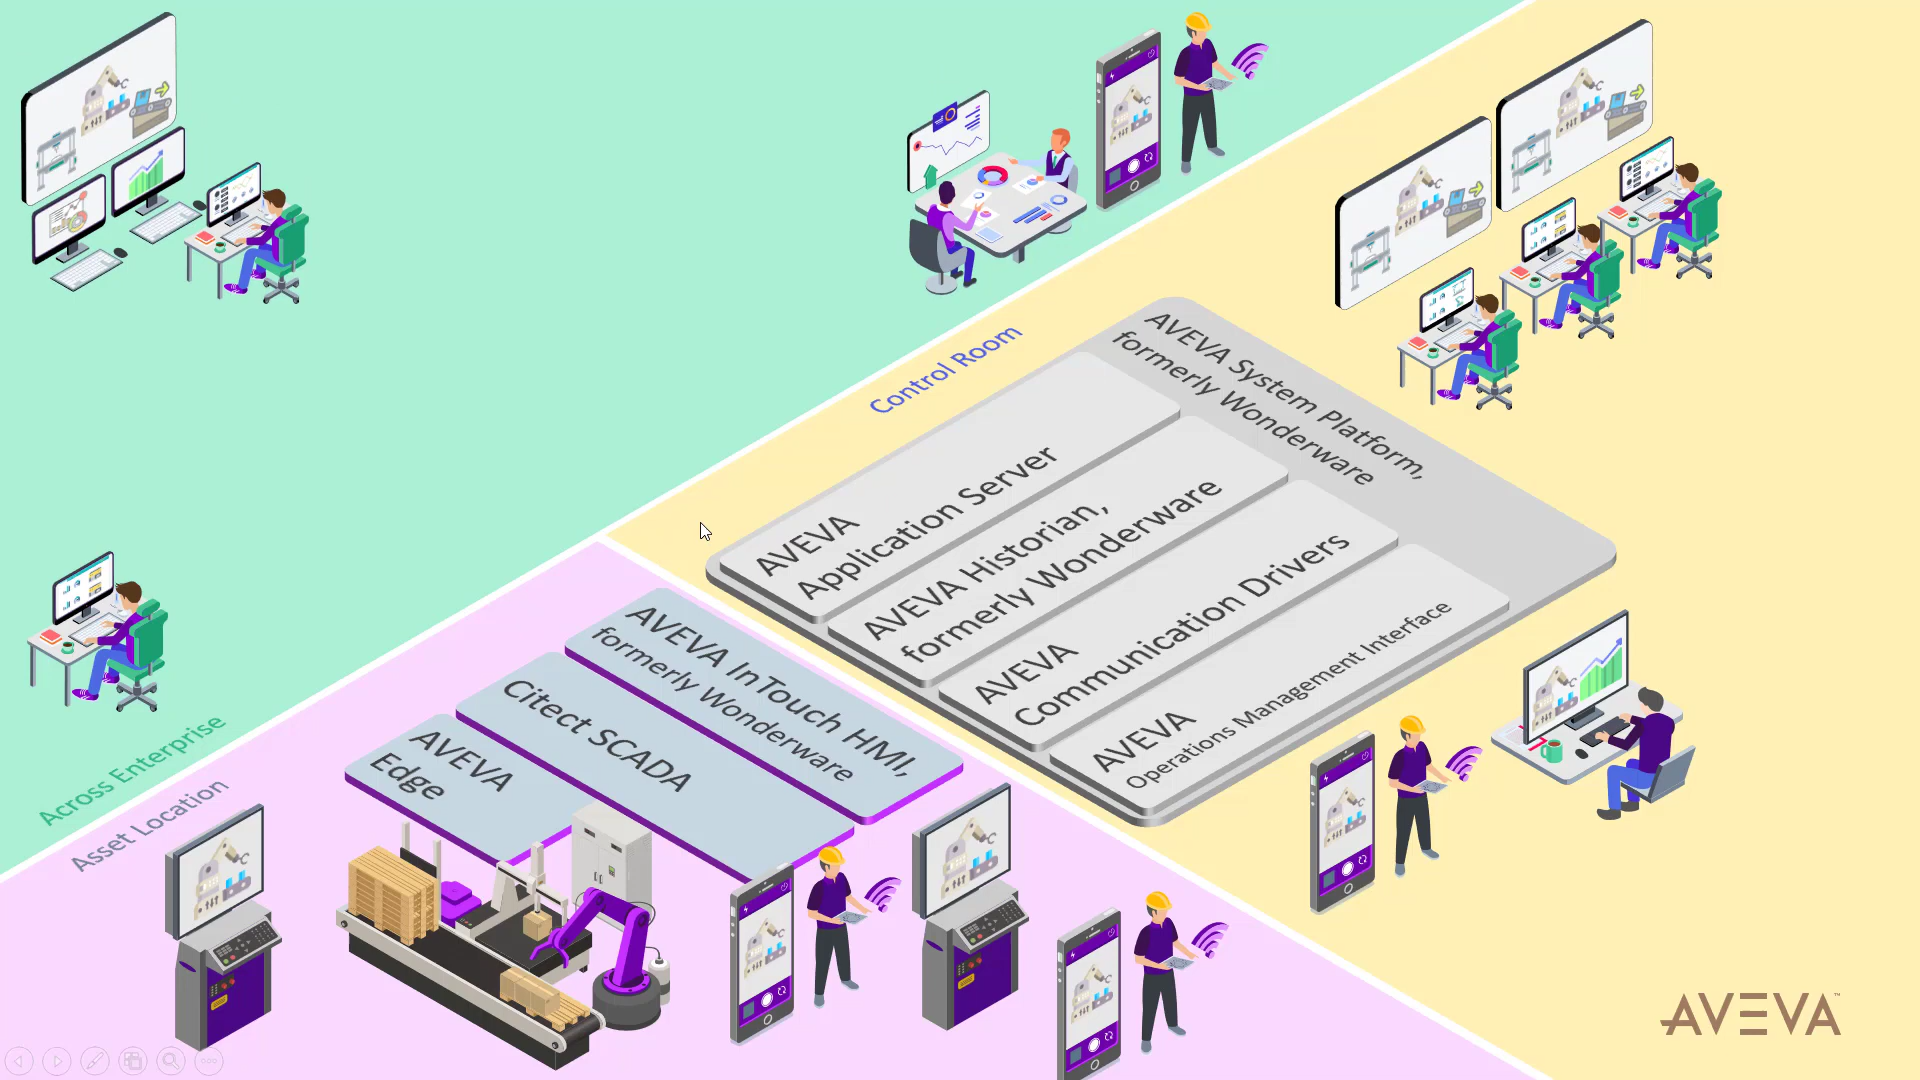 Control Room
AVEVA System Platform,
formerly Wonderware
AVEVA
Application Server
AVEVA Historian,
formerly Wonderware
AVEVA
Communication Drivers
AVEVA
Operations Management Interface
AVEVA InTouch HMI,
formerly Wonderware
Citect SCADA
AVEVA
Edge
Across Enterprise
Asset Location
AVEVA™